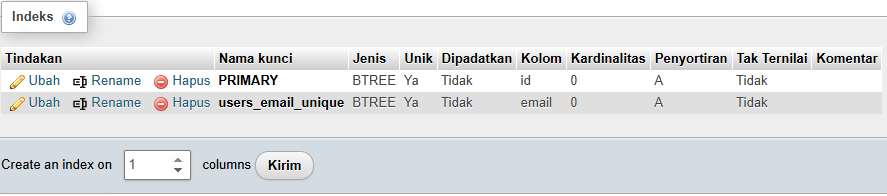 Indeks
Tindakan Nama kunci Jenis Unik Dipadatkan Kolom Kardinalitas Penyortiran Tak Ternilai Komentar
Ubah Rename Hapus PRIMARY BTREE Ya Tidak id 0 A Tidak
Ubah Rename Hapus users_email_unique BTREE Ya Tidak email 0 A Tidak
Create an index on 1 columns Kirim